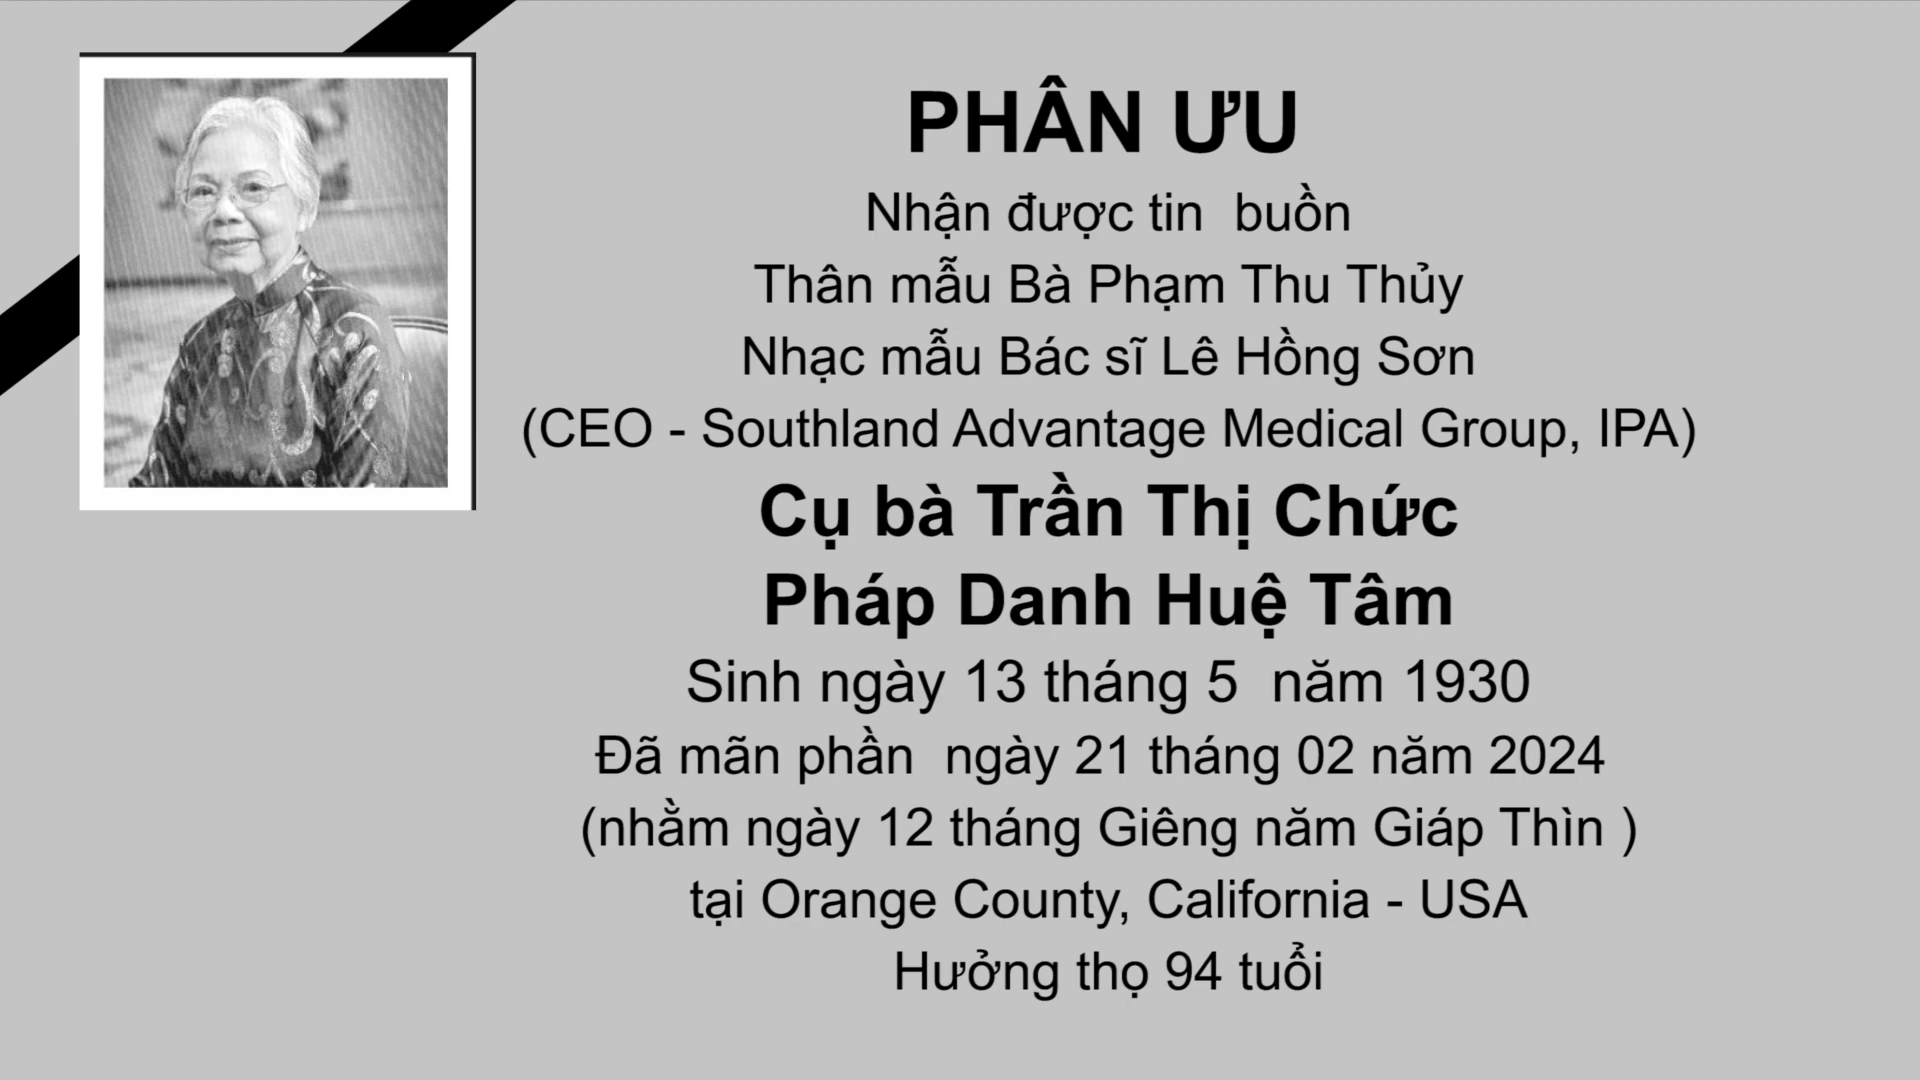 PHÂN ƯU
Nhận được tin  buồn
Thân mẫu Bà Phạm Thu Thủy
Nhạc mẫu Bác sĩ Lê Hồng Sơn
(CEO - Southland Advantage Medical Group, IPA)
Cụ bà Trần Thị Chức
Pháp Danh Huệ Tâm
Sinh ngày 13 tháng 5  năm 1930
Đã mãn phần  ngày 21 tháng 02 năm 2024
(nhằm ngày 12 tháng Giêng năm Giáp Thìn )
tại Orange County, California - USA
Hưởng thọ 94 tuổi